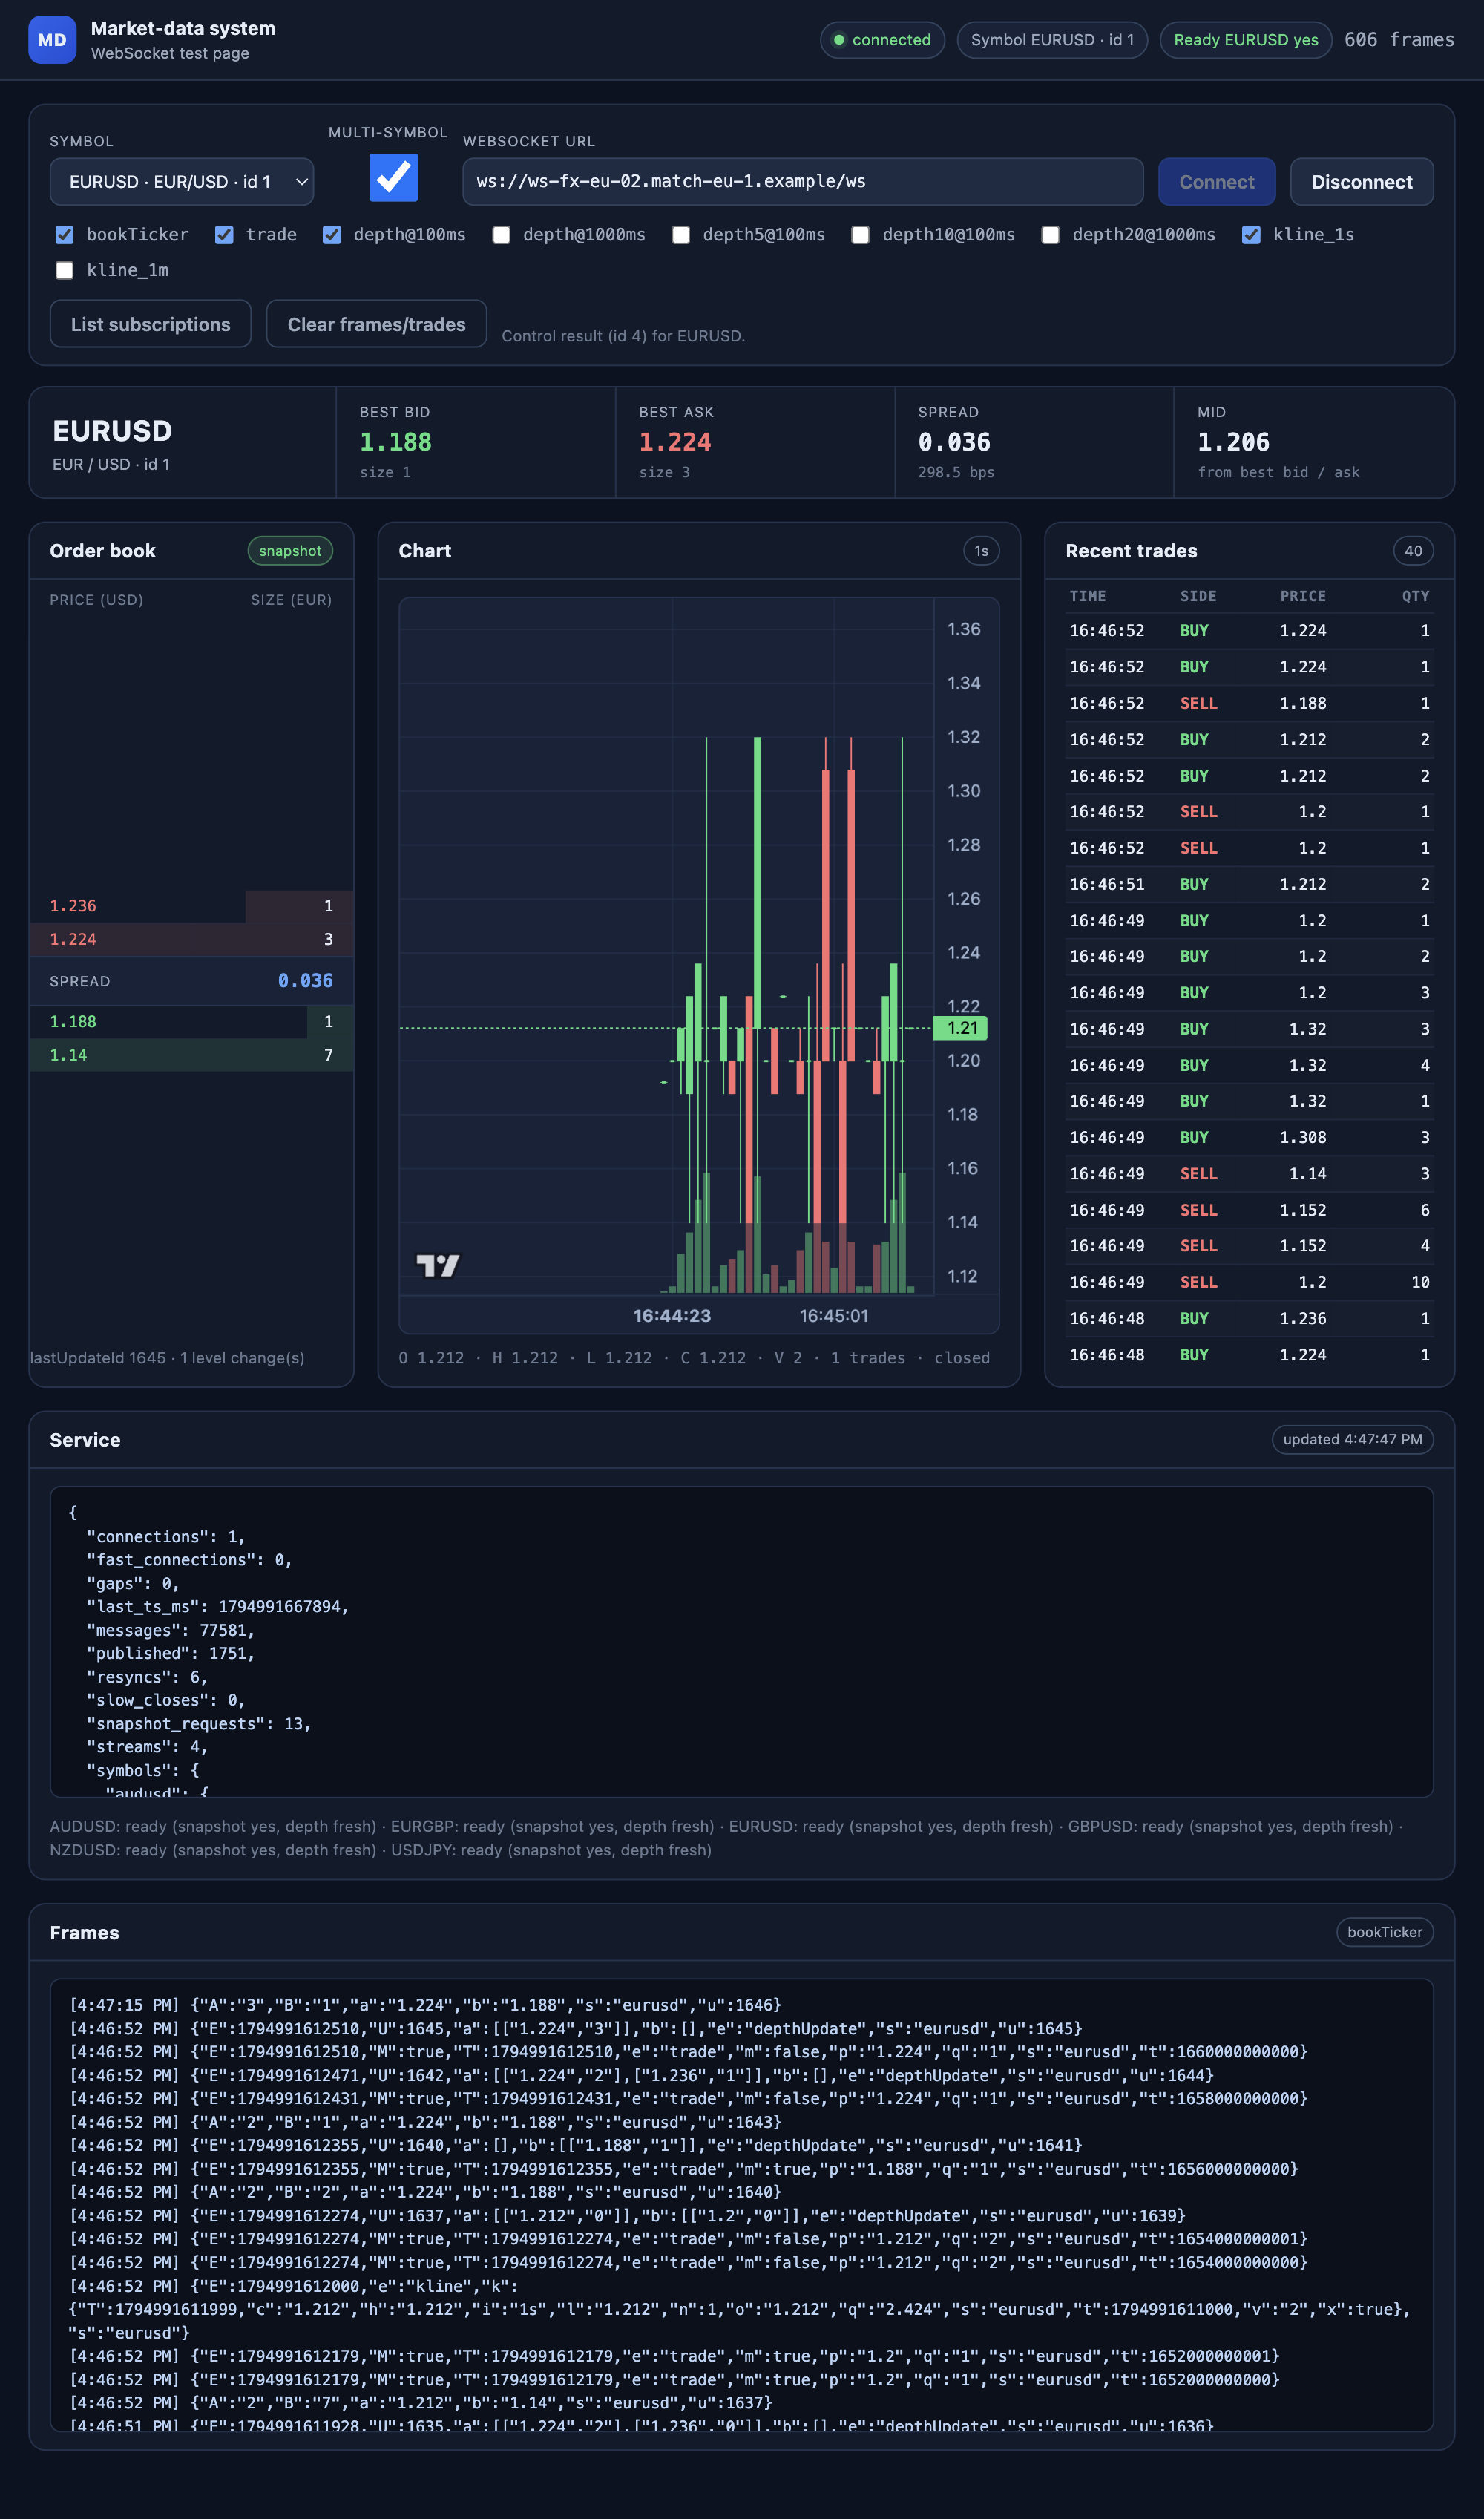 MD
Market-data system
WebSocket test page
connected
Symbol EURUSD · id 1
Ready EURUSD yes
606 frames
SYMBOL
MULTI-SYMBOL
WEBSOCKET URL
EURUSD · EUR/USD · id 1
ws://ws-fx-eu-02.match-eu-1.example/ws
Connect
Disconnect
bookTicker trade depth@100ms depth@1000ms depth5@100ms depth10@100ms depth20@1000ms kline_1s
kline_1m
List subscriptions
Clear frames/trades
Control result (id 4) for EURUSD.
EURUSD
EUR / USD · id 1
BEST BID
1.188
size 1
BEST ASK
1.224
size 3
SPREAD
0.036
298.5 bps
MID
1.206
from best bid / ask
Order book
snapshot
PRICE (USD) SIZE (EUR)
1.236 1
1.224 3
SPREAD 0.036
1.188 1
1.14 7
lastUpdateId 1645 · 1 level change(s)
Chart
1s
1.36
1.34
1.32
1.30
1.28
1.26
1.24
1.22
1.21
1.20
1.18
1.16
1.14
1.12
16:44:23 16:45:01
O 1.212 · H 1.212 · L 1.212 · C 1.212 · V 2 · 1 trades · closed
Recent trades
40
TIME SIDE PRICE QTY
16:46:52 BUY 1.224 1
16:46:52 BUY 1.224 1
16:46:52 SELL 1.188 1
16:46:52 BUY 1.212 2
16:46:52 BUY 1.212 2
16:46:52 SELL 1.2 1
16:46:52 SELL 1.2 1
16:46:51 BUY 1.212 2
16:46:49 BUY 1.2 1
16:46:49 BUY 1.2 2
16:46:49 BUY 1.2 3
16:46:49 BUY 1.32 3
16:46:49 BUY 1.32 4
16:46:49 BUY 1.32 1
16:46:49 BUY 1.308 3
16:46:49 SELL 1.14 3
16:46:49 SELL 1.152 6
16:46:49 SELL 1.152 4
16:46:49 SELL 1.2 10
16:46:48 BUY 1.236 1
16:46:48 BUY 1.224 1
Service
updated 4:47:47 PM
{
"connections": 1,
"fast_connections": 0,
"gaps": 0,
"last_ts_ms": 1794991667894,
"messages": 77581,
"published": 1751,
"resyncs": 6,
"slow_closes": 0,
"snapshot_requests": 13,
"streams": 4,
"symbols": {
"audusd": {
AUDUSD: ready (snapshot yes, depth fresh) · EURGBP: ready (snapshot yes, depth fresh) · EURUSD: ready (snapshot yes, depth fresh) · GBPUSD: ready (snapshot yes, depth fresh) ·
NZDUSD: ready (snapshot yes, depth fresh) · USDJPY: ready (snapshot yes, depth fresh)
Frames
bookTicker
[4:47:15 PM] {"A":"3","B":"1","a":"1.224","b":"1.188","s":"eurusd","u":1646}
[4:46:52 PM] {"E":1794991612510,"U":1645,"a":[["1.224","3"]],"b":[],"e":"depthUpdate","s":"eurusd","u":1645}
[4:46:52 PM] {"E":1794991612510,"M":true,"T":1794991612510,"e":"trade","m":false,"p":"1.224","q":"1","s":"eurusd","t":1660000000000}
[4:46:52 PM] {"E":1794991612471,"U":1642,"a":[["1.224","2"],["1.236","1"]],"b":[],"e":"depthUpdate","s":"eurusd","u":1644}
[4:46:52 PM] {"E":1794991612431,"M":true,"T":1794991612431,"e":"trade","m":false,"p":"1.224","q":"1","s":"eurusd","t":1658000000000}
[4:46:52 PM] {"A":"2","B":"1","a":"1.224","b":"1.188","s":"eurusd","u":1643}
[4:46:52 PM] {"E":1794991612355,"U":1640,"a":[],"b":[["1.188","1"]],"e":"depthUpdate","s":"eurusd","u":1641}
[4:46:52 PM] {"E":1794991612355,"M":true,"T":1794991612355,"e":"trade","m":true,"p":"1.188","q":"1","s":"eurusd","t":1656000000000}
[4:46:52 PM] {"A":"2","B":"2","a":"1.224","b":"1.188","s":"eurusd","u":1640}
[4:46:52 PM] {"E":1794991612274,"U":1637,"a":[["1.212","0"]],"b":[["1.2","0"]],"e":"depthUpdate","s":"eurusd","u":1639}
[4:46:52 PM] {"E":1794991612274,"M":true,"T":1794991612274,"e":"trade","m":false,"p":"1.212","q":"2","s":"eurusd","t":1654000000001}
[4:46:52 PM] {"E":1794991612274,"M":true,"T":1794991612274,"e":"trade","m":false,"p":"1.212","q":"2","s":"eurusd","t":1654000000000}
[4:46:52 PM] {"E":1794991612000,"e":"kline","k":
{"T":1794991611999,"c":"1.212","h":"1.212","i":"1s","l":"1.212","n":1,"o":"1.212","q":"2.424","s":"eurusd","t":1794991611000,"v":"2","x":true},
"s":"eurusd"}
[4:46:52 PM] {"E":1794991612179,"M":true,"T":1794991612179,"e":"trade","m":true,"p":"1.2","q":"1","s":"eurusd","t":1652000000001}
[4:46:52 PM] {"E":1794991612179,"M":true,"T":1794991612179,"e":"trade","m":true,"p":"1.2","q":"1","s":"eurusd","t":1652000000000}
[4:46:52 PM] {"A":"2","B":"7","a":"1.212","b":"1.14","s":"eurusd","u":1637}
[4:46:51 PM] {"E":1794991611928,"U":1635,"a":[["1.224","2"],["1.236","0"]],"b":[],"e":"depthUpdate","s":"eurusd","u":1636}